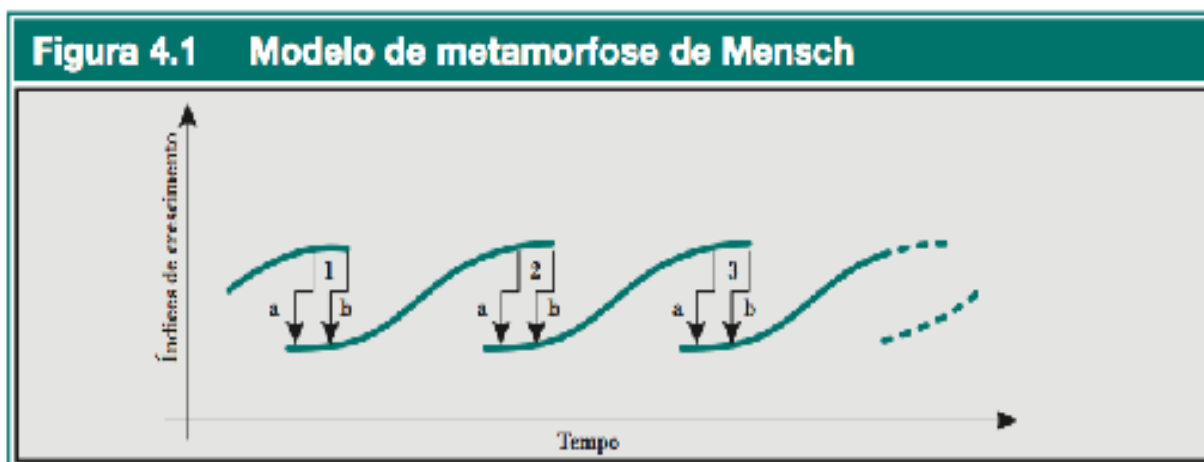 Figura 4.1 Modelo de metamorfose de Mensch
Índices de crescimento
1
a
b
2
a
b
3
a
b
Tempo